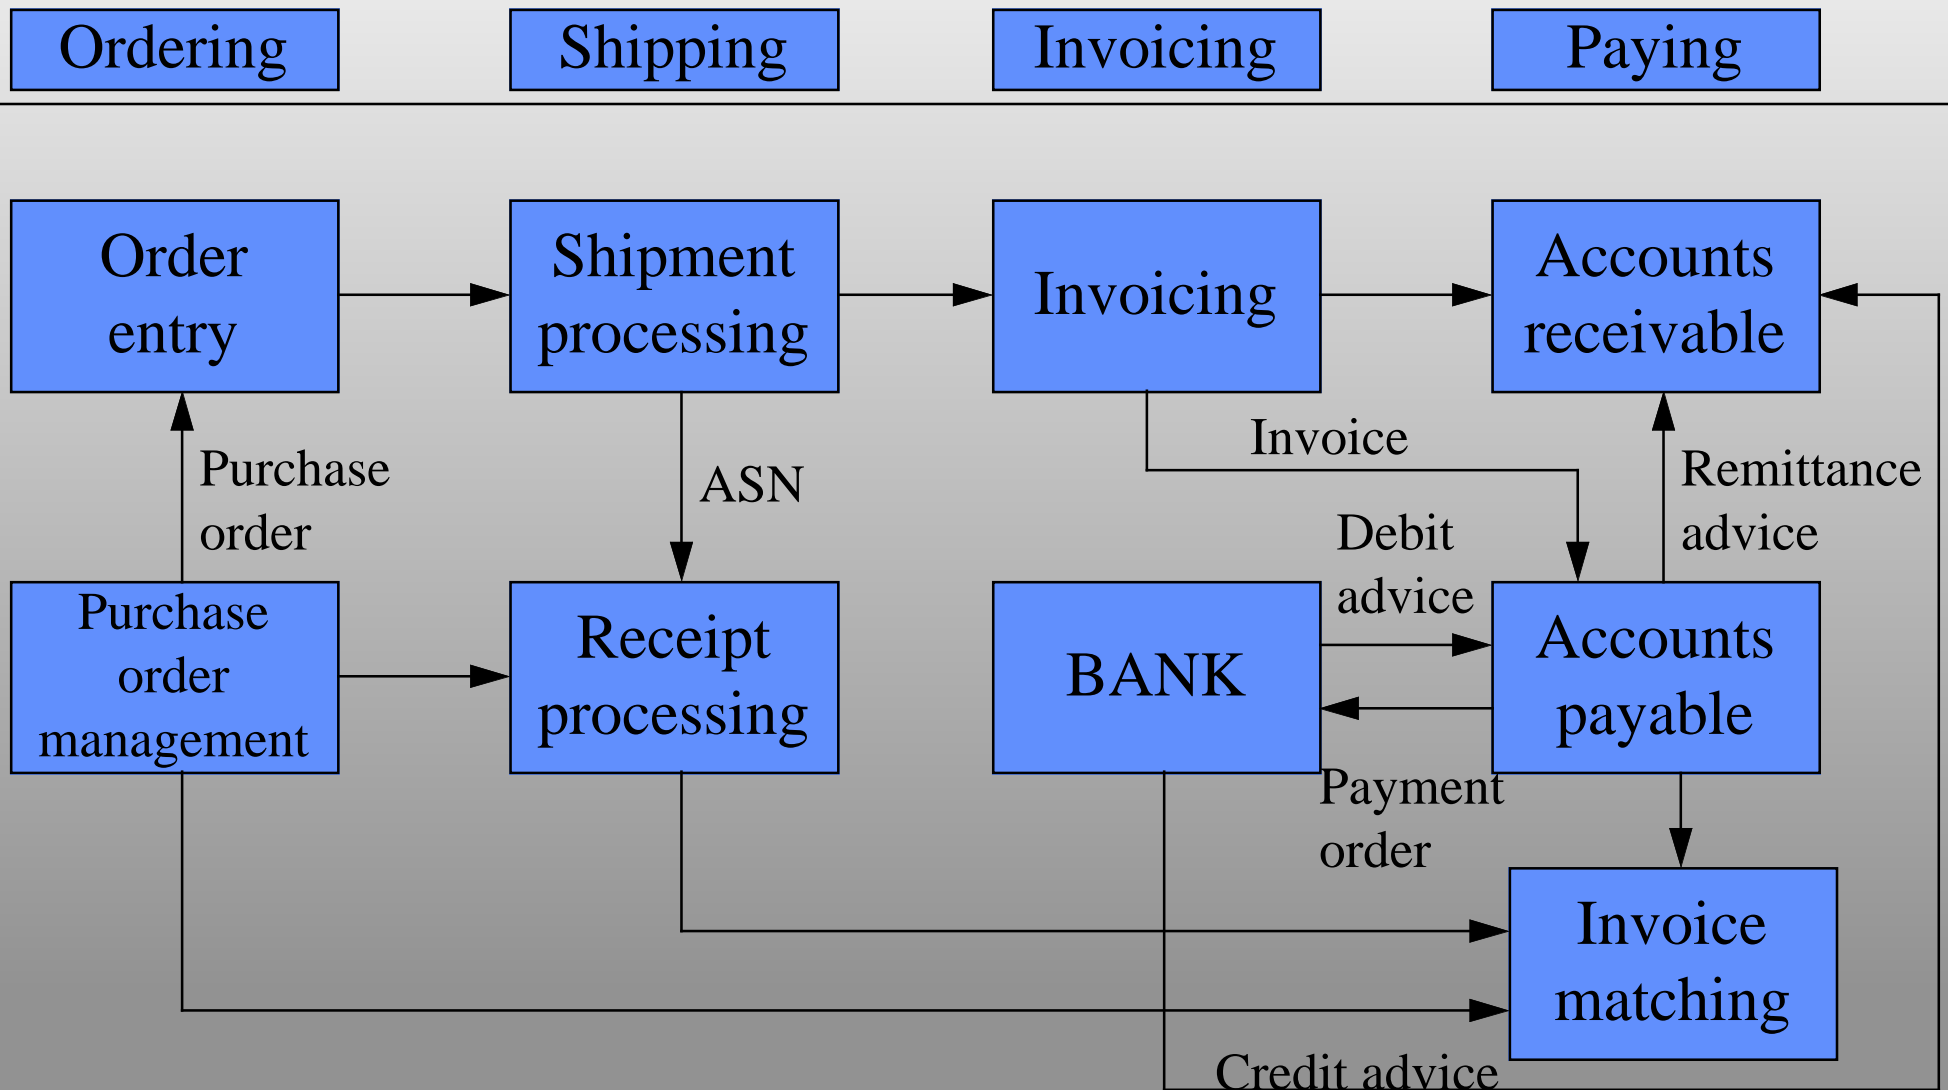 Ordering
Shipping
Invoicing
Paying
Order
entry
Shipment
processing
Invoicing
Accounts
receivable
Purchase
order
ASN
Invoice
Remittance
advice
Debit
advice
Purchase
order
management
Receipt
processing
BANK
Accounts
payable
Payment
order
Invoice
matching
Credit advice